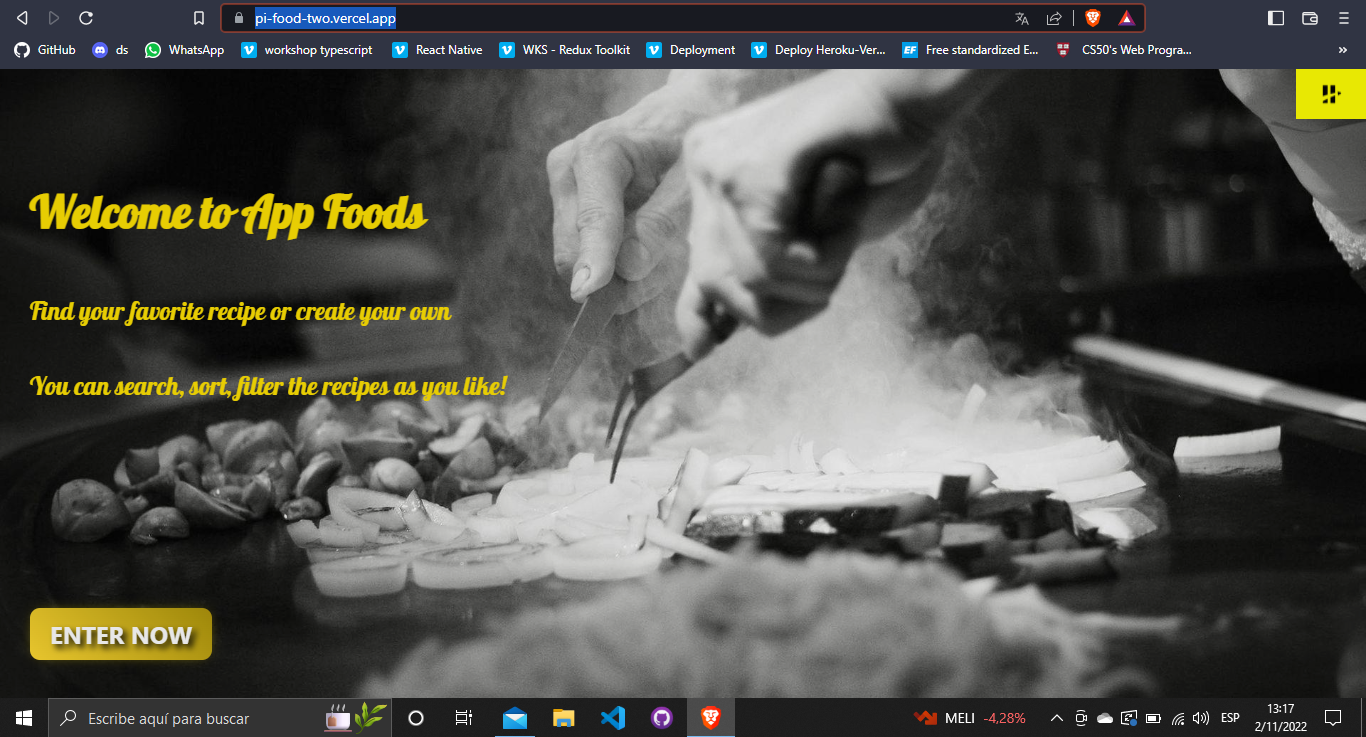 pi-food-two.vercel.app
GitHub ds WhatsApp workshop typescript React Native WKS - Redux Toolkit Deployment Deploy Heroku-Ver... EF Free standardized E... CS50's Web Progra... »
Welcome to App Foods
Find your favorite recipe or create your own
You can search, sort, filter the recipes as you like!
ENTER NOW
Escribe aquí para buscar
MELI -4,28%
ESP
13:17
2/11/2022